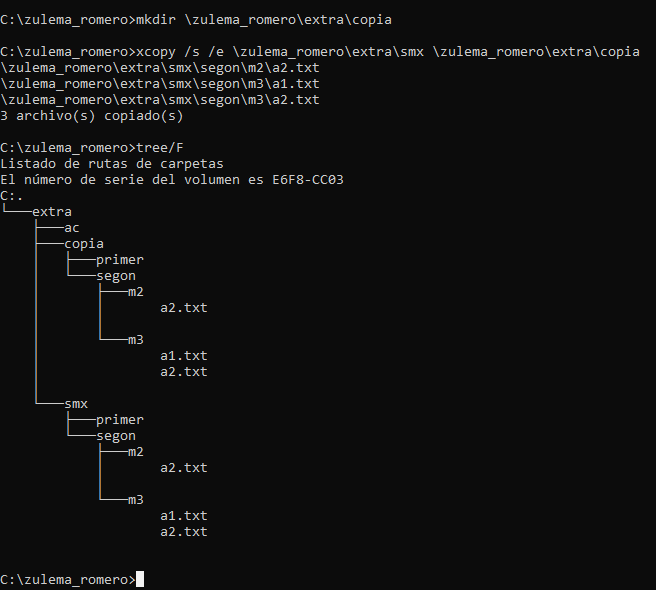 C:\zulema_romero>mkdir \zulema_romero\extra\copia
C:\zulema_romero>xcopy /s /e \zulema_romero\extra\smx \zulema_romero\extra\copia
\zulema_romero\extra\smx\segon\m2\a2.txt
\zulema_romero\extra\smx\segon\m3\a1.txt
\zulema_romero\extra\smx\segon\m3\a2.txt
3 archivo(s) copiado(s)
C:\zulema_romero>tree/F
Listado de rutas de carpetas
El número de serie del volumen es E6F8-CC03
C:.
└───extra
    ├───ac
    ├───copia
    │   ├───primer
    │   └───segon
    │       ├───m2
    │       │       a2.txt
    │       │
    │       └───m3
    │               a1.txt
    │               a2.txt
    │
    └───smx
        ├───primer
        └───segon
            ├───m2
            │       a2.txt
            │
            └───m3
                    a1.txt
                    a2.txt
C:\zulema_romero>